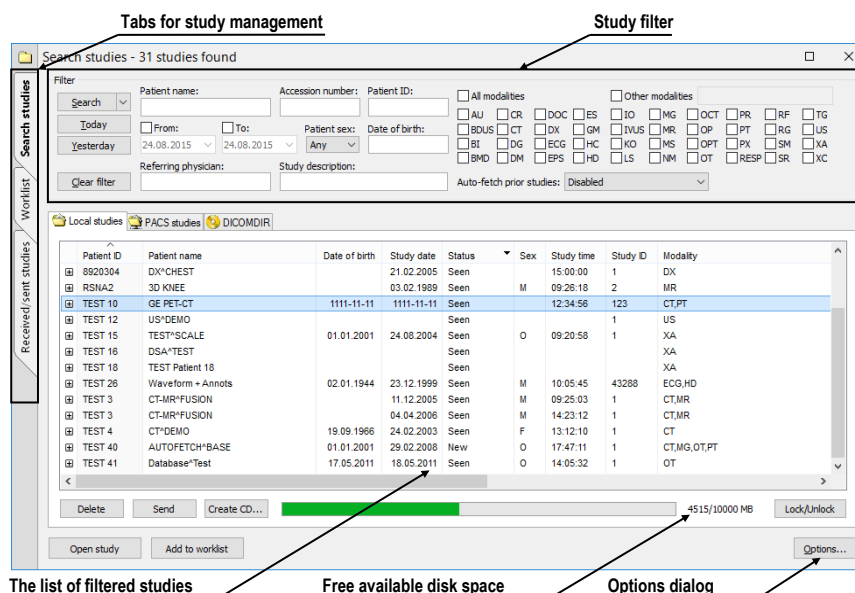 Tabs for study management Study filter
Search studies - 31 studies found
Search studies
Worklist
Received/sent studies
Filter
Patient name: Accession number: Patient ID:
Search
Today
Yesterday
Clear filter
From: To: Patient sex: Date of birth:
24.08.2015 24.08.2015 Any
Referring physician: Study description:
All modalities Other modalities
AU CR DOC ES IO MG OCT PR RF TG
BDUS CT DX GM IVUS MR OP PT RG US
BI DG ECG HC KO MS OPT PX SM XA
BMD DM EPS HD LS NM OT RESP SR XC
Auto-fetch prior studies: Disabled
Local studies PACS studies DICOMDIR
Patient ID Patient name Date of birth Study date Status Sex Study time Study ID Modality
8920304 DX^CHEST 21.02.2005 Seen 15:00:00 1 DX
RSNA2 3D KNEE 03.02.1989 Seen M 09:26:18 2 MR
TEST 10 GE PET-CT 1111-11-11 1111-11-11 Seen 12:34:56 123 CT,PT
TEST 12 US^DEMO Seen 1 US
TEST 15 TEST^SCALE 01.01.2001 24.08.2004 Seen O 09:20:58 1 XA
TEST 16 DSA^TEST Seen XA
TEST 18 TEST Patient 18 Seen XA
TEST 26 Waveform + Annots 02.01.1944 23.12.1999 Seen M 10:05:45 43288 ECG,HD
TEST 3 CT-MR^FUSION 11.12.2005 Seen M 09:25:03 1 CT,MR
TEST 3 CT-MR^FUSION 04.04.2006 Seen M 14:23:12 1 CT,MR
TEST 4 CT^DEMO 19.09.1966 24.02.2003 Seen F 13:12:10 1 CT
TEST 40 AUTOFETCH^BASE 01.01.2001 29.02.2008 New O 17:47:11 1 CT,MG,OT,PT
TEST 41 Database^Test 17.05.2011 18.05.2011 Seen O 14:05:32 1 OT
Delete Send Create CD... 4515/10000 MB Lock/Unlock
Open study Add to worklist Options...
The list of filtered studies Free available disk space Options dialog